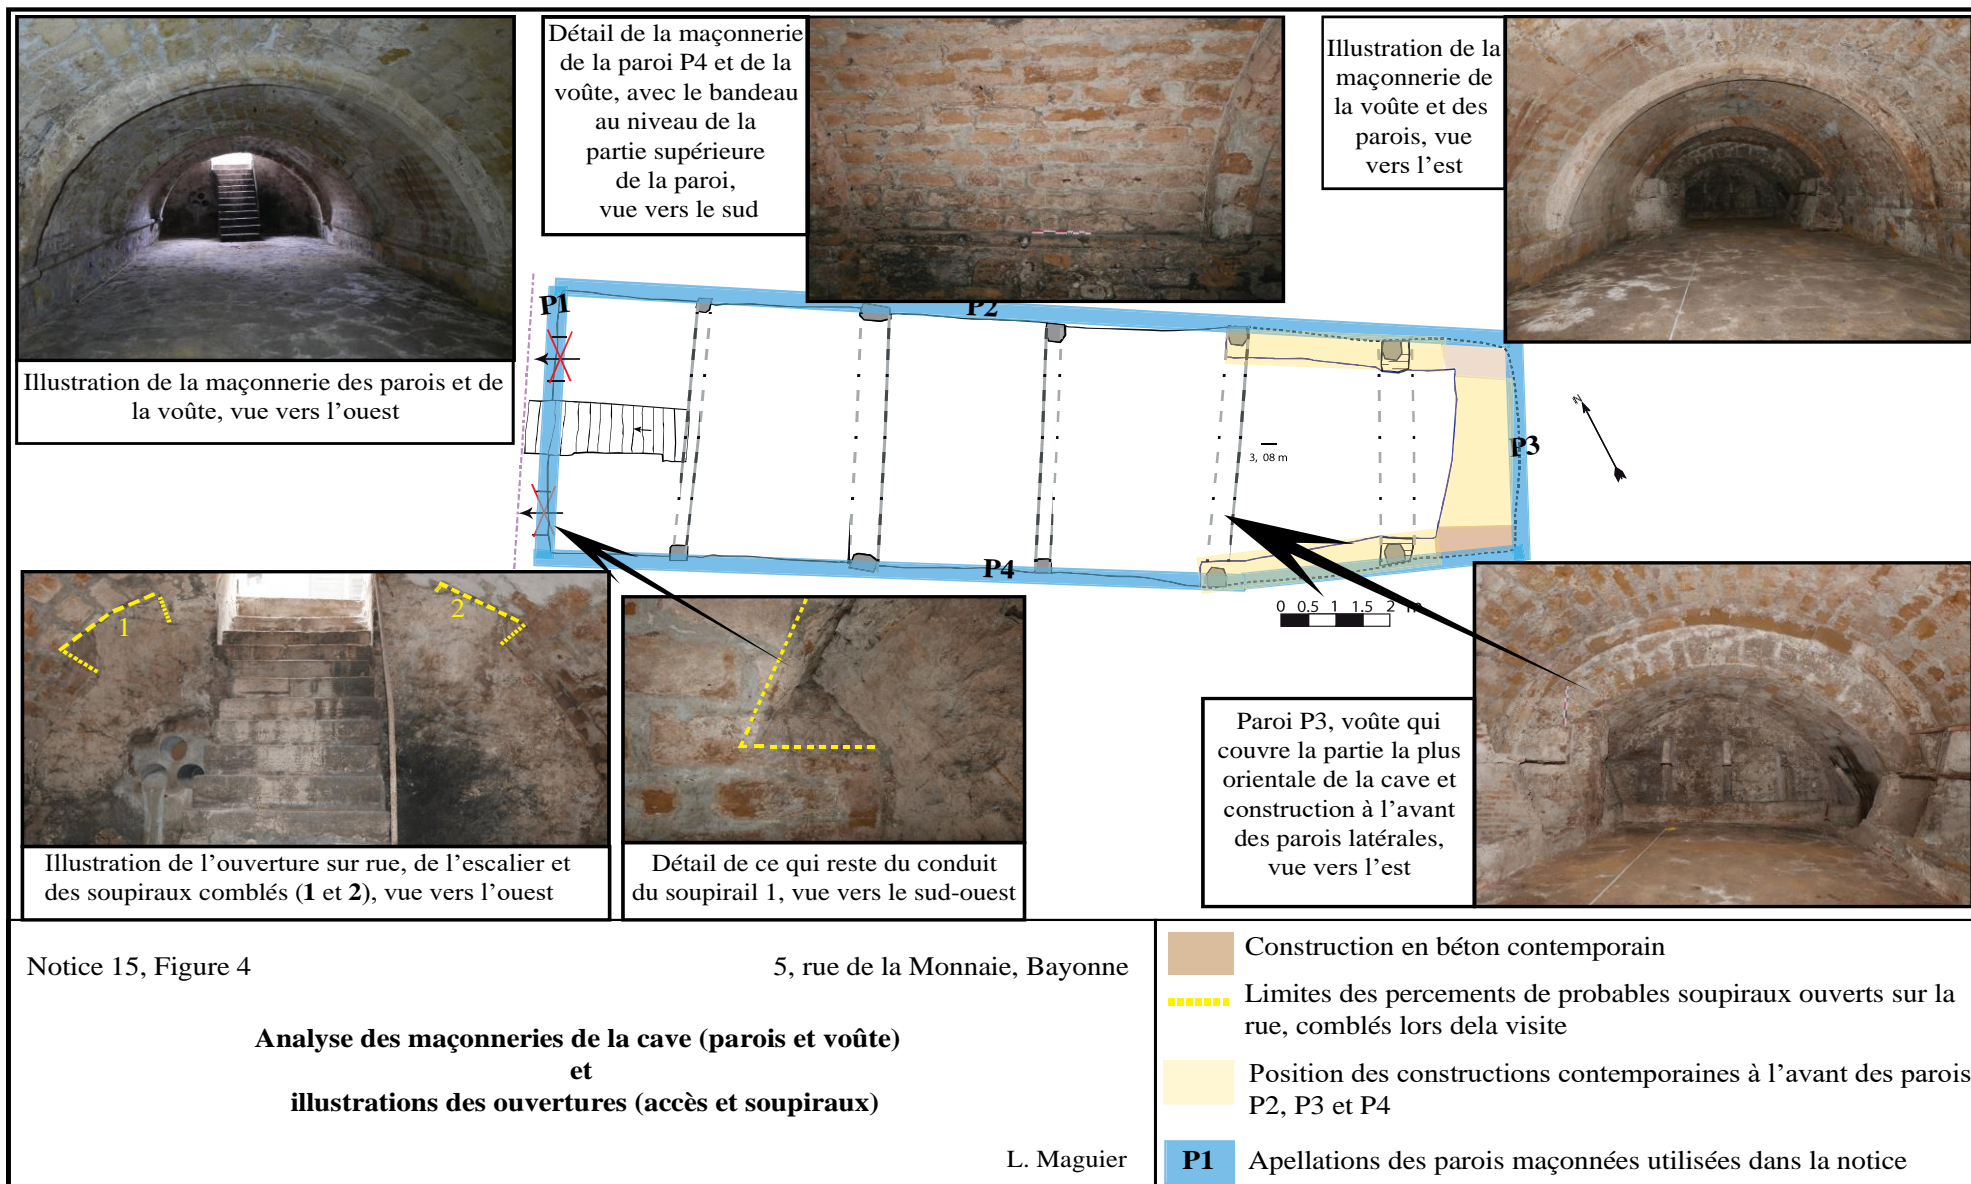 Détail de la maçonnerie
de la paroi P4 et de la
voûte, avec le bandeau
au niveau de la
partie supérieure
de la paroi,
vue vers le sud
Illustration de la
maçonnerie de
la voûte et des
parois, vue
vers l’est
Illustration de la maçonnerie des parois et de
la voûte, vue vers l’ouest
P1
P2
P3
P4
N
3, 08 m
0 0.5 1 1.5 2 m
1
2
Illustration de l’ouverture sur rue, de l’escalier et
des soupiraux comblés (1 et 2), vue vers l’ouest
Détail de ce qui reste du conduit
du soupirail 1, vue vers le sud-ouest
Paroi P3, voûte qui
couvre la partie la plus
orientale de la cave et
construction à l’avant
des parois latérales,
vue vers l’est
Notice 15, Figure 4
5, rue de la Monnaie, Bayonne
Analyse des maçonneries de la cave (parois et voûte)
et
illustrations des ouvertures (accès et soupiraux)
L. Maguier
Construction en béton contemporain
Limites des percements de probables soupiraux ouverts sur la
rue, comblés lors dela visite
Position des constructions contemporaines à l’avant des parois
P2, P3 et P4
P1 Apellations des parois maçonnées utilisées dans la notice